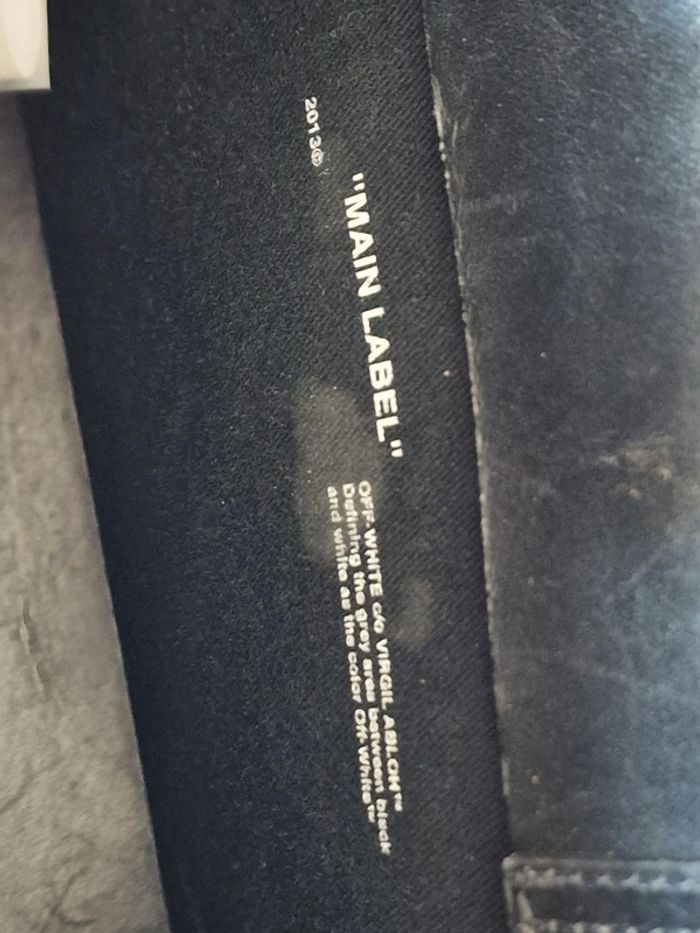 2013©
"MAIN LABEL"
OFF-WHITE c/o VIRGIL ABLOH™
Defining the grey area between black
and white as the color Off-White™